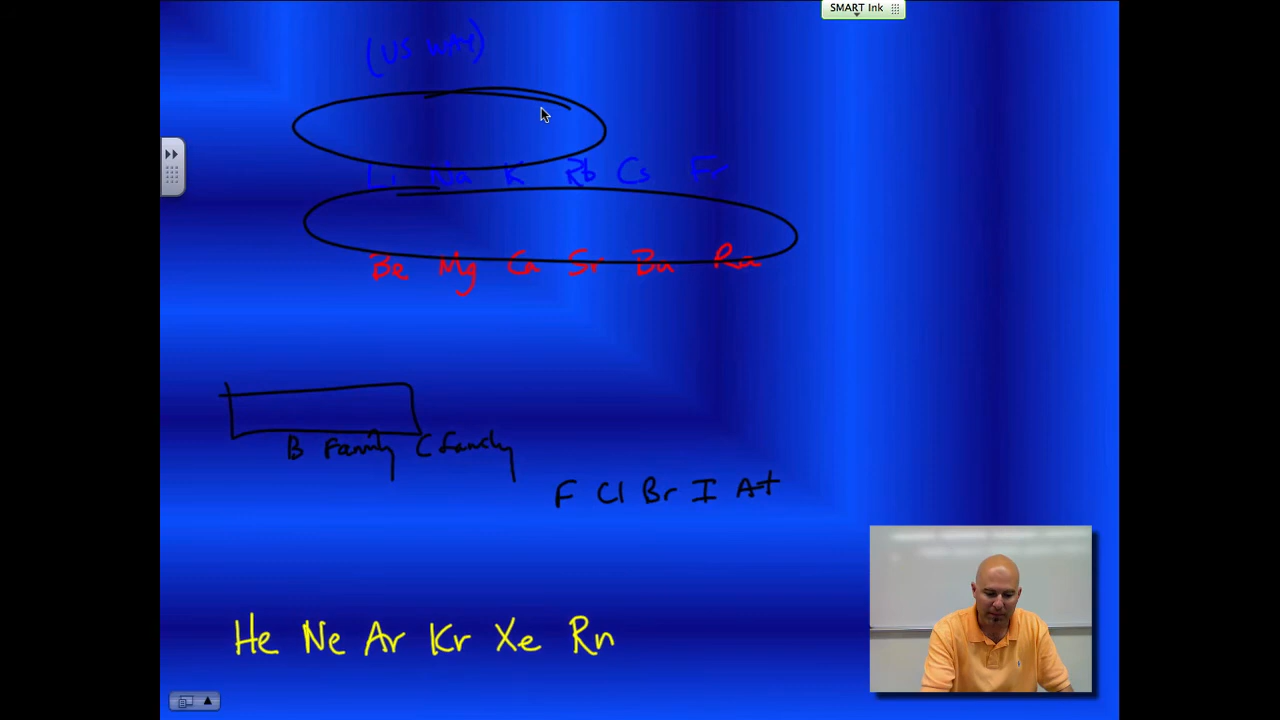 SMART Ink
(US WAY)
Li Na K Rb Cs Fr
Be Mg Ca Sr Ba Ra
B Family C family
F Cl Br I At
He Ne Ar Kr Xe Rn